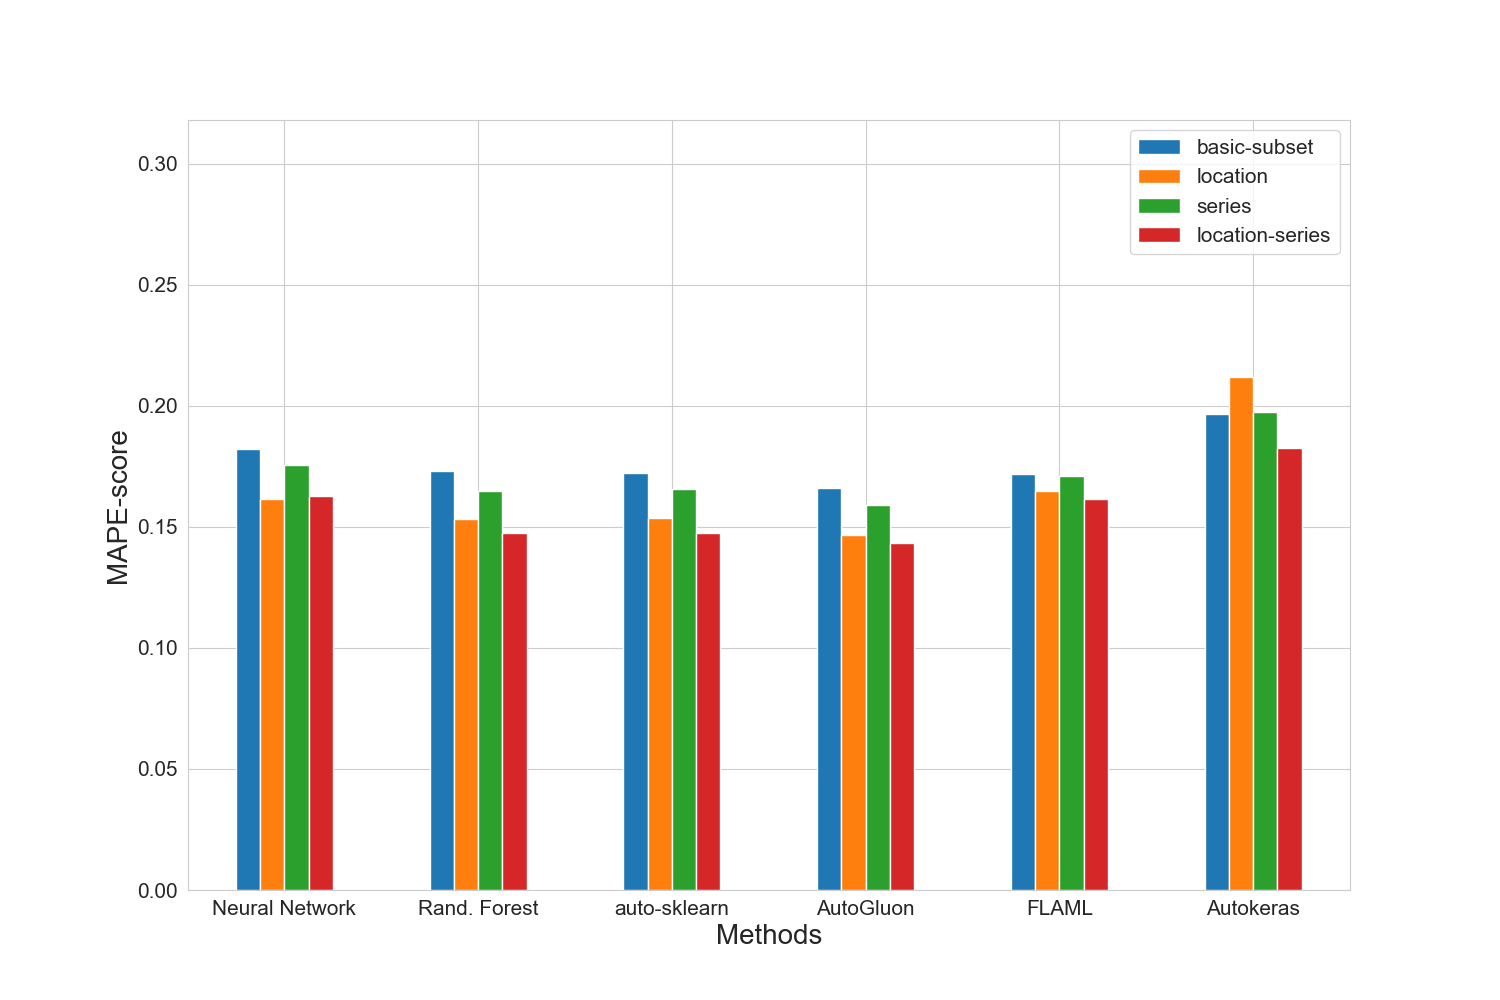 0.30
0.25
0.20
0.15
0.10
0.05
0.00
MAPE-score
basic-subset
location
series
location-series
Neural Network Rand. Forest auto-sklearn AutoGluon FLAML Autokeras
Methods